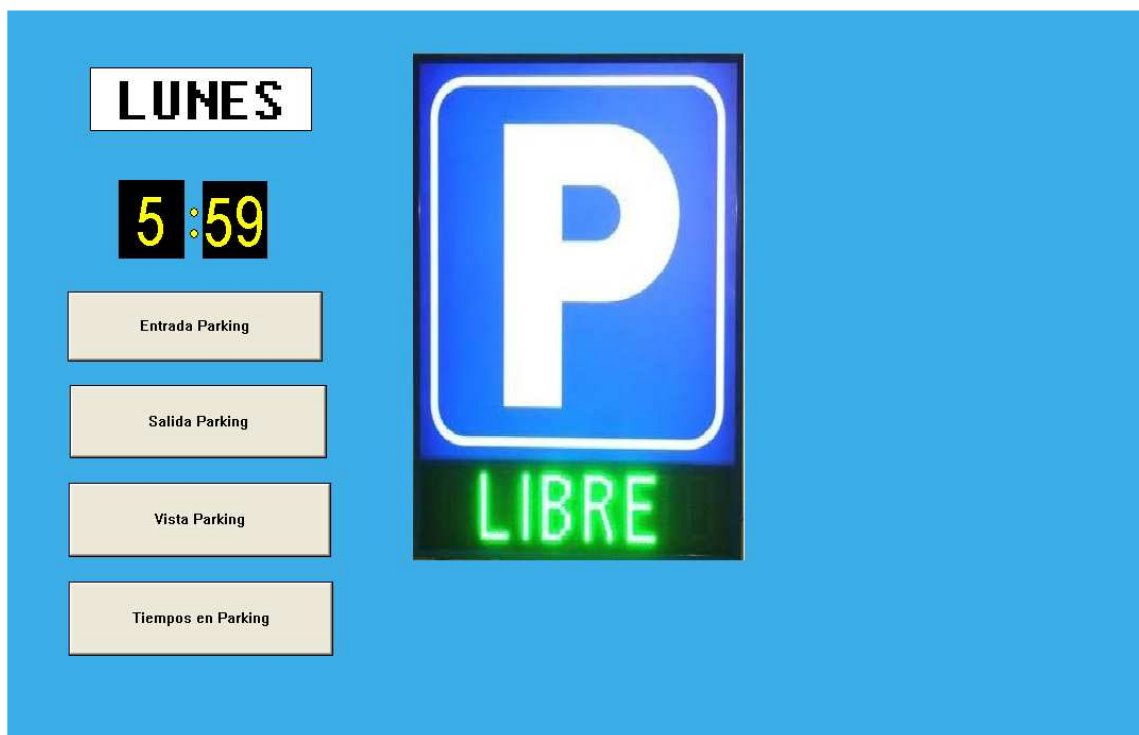 LUNES
5:59
Entrada Parking
Salida Parking
Vista Parking
Tiempos en Parking
P
LIBRE